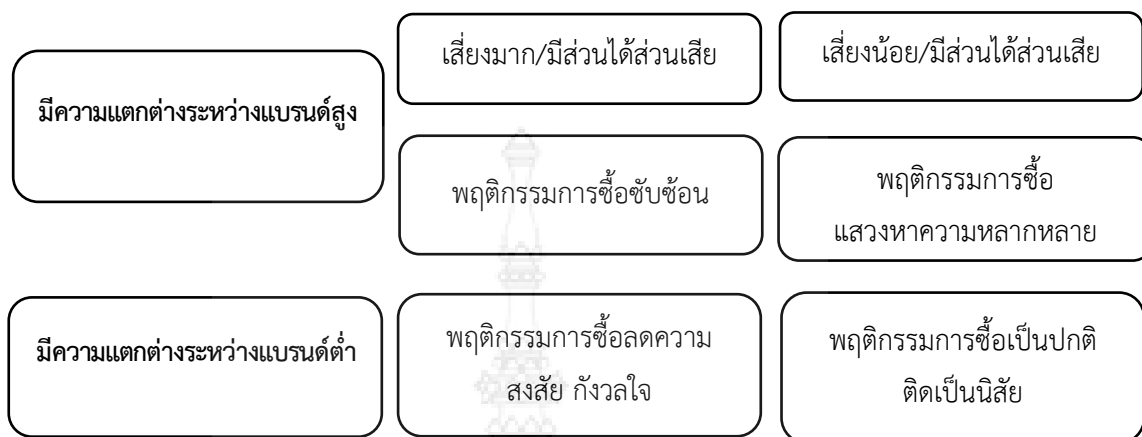 เสี่ยงมาก/มีส่วนได้ส่วนเสีย
เสี่ยงน้อย/มีส่วนได้ส่วนเสีย
มีความแตกต่างระหว่างแบรนด์สูง
พฤติกรรมการซื้อซับซ้อน
พฤติกรรมการซื้อ
แสวงหาความหลากหลาย
มีความแตกต่างระหว่างแบรนด์ต่ำ
พฤติกรรมการซื้อลดความ
สงสัย กังวลใจ
พฤติกรรมการซื้อเป็นปกติ
ติดเป็นนิสัย